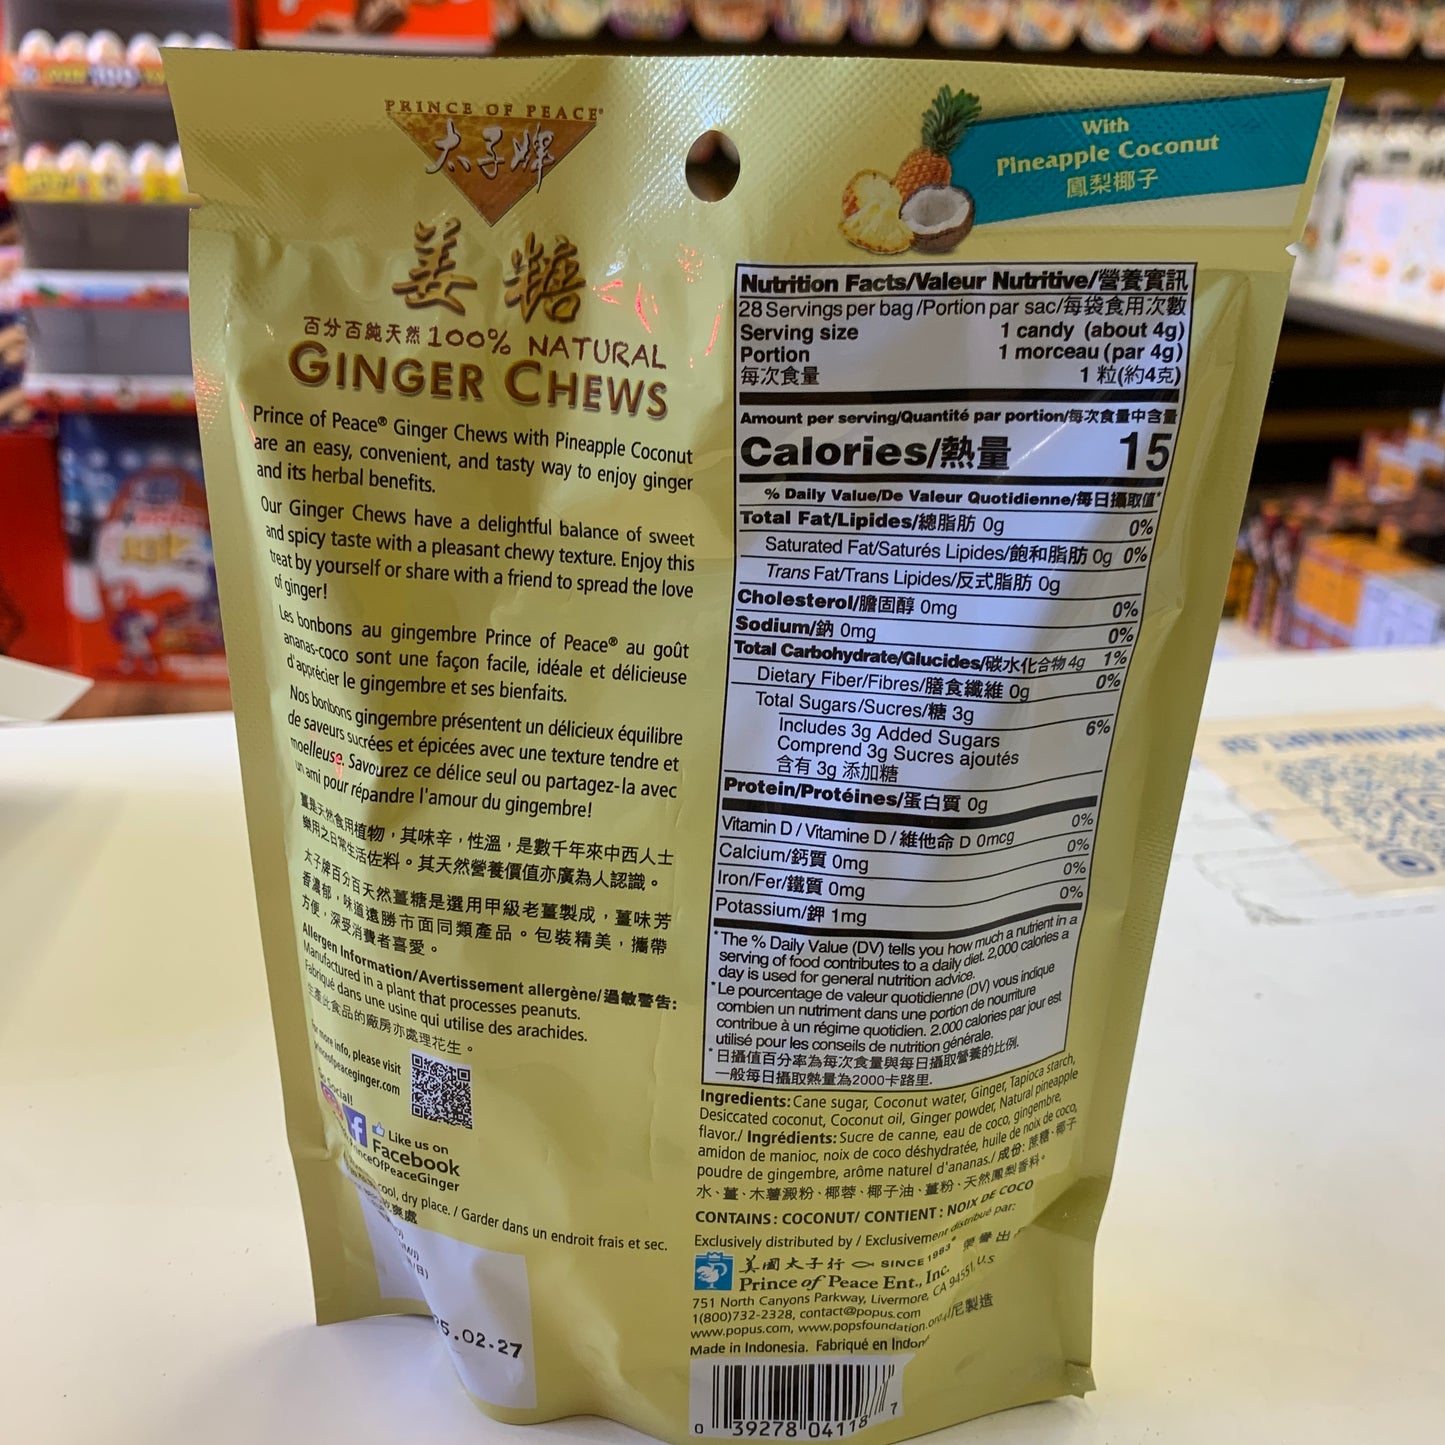 PRINCE OF PEACE®
太子牌
With
Pineapple Coconut
鳳梨椰子
姜糖
百分百純天然 100% NATURAL
GINGER CHEWS
Prince of Peace® Ginger Chews with Pineapple Coconut
are an easy, convenient, and tasty way to enjoy ginger
and its herbal benefits.
Our Ginger Chews have a delightful balance of sweet
and spicy taste with a pleasant chewy texture. Enjoy this
treat by yourself or share with a friend to spread the love
of ginger!
Les bonbons au gingembre Prince of Peace® au goût
ananas-coco sont une façon facile, idéale et délicieuse
d'apprécier le gingembre et ses bienfaits.
Nos bonbons gingembre présentent un délicieux équilibre
de saveurs sucrées et épicées avec une texture tendre et
moelleuse. Savourez ce délice seul ou partagez-la avec
un ami pour répandre l'amour du gingembre!
薑是天然食用植物，其味辛，性溫，是數千年來中西人士
樂用之日常生活佐料。其天然營養價值亦廣為人認識。
太子牌百分百天然薑糖是選用甲級老薑製成，薑味芳
香濃郁，味道遠勝市面同類產品。包裝精美，攜帶
方便，深受消費者喜愛。
Allergen Information/Avertissement allergène/過敏警告:
Manufactured in a plant that processes peanuts.
Fabriqué dans une usine qui utilise des arachides.
生產此食品的廠房亦處理花生。
For more info, please visit
princeofpeaceginger.com
Go Social!
Like us on
Facebook
PrinceOfPeaceGinger
cool, dry place. / Garder dans un endroit frais et sec.
爽處
5.02.27
Nutrition Facts/Valeur Nutritive/營養實訊
28 Servings per bag /Portion par sac/每袋食用次數
Serving size 1 candy (about 4g)
Portion 1 morceau (par 4g)
每次食量 1 粒(約4克)
Amount per serving/Quantité par portion/每次食量中含量
Calories/熱量 15
% Daily Value/De Valeur Quotidienne/每日攝取值*
Total Fat/Lipides/總脂肪 0g 0%
Saturated Fat/Saturés Lipides/飽和脂肪 0g 0%
Trans Fat/Trans Lipides/反式脂肪 0g
Cholesterol/膽固醇 0mg 0%
Sodium/鈉 0mg 0%
Total Carbohydrate/Glucides/碳水化合物 4g 1%
Dietary Fiber/Fibres/膳食纖維 0g 0%
Total Sugars/Sucres/糖 3g
Includes 3g Added Sugars 6%
Comprend 3g Sucres ajoutés
含有 3g 添加糖
Protein/Protéines/蛋白質 0g
Vitamin D / Vitamine D / 維他命 D 0mcg 0%
Calcium/鈣質 0mg 0%
Iron/Fer/鐵質 0mg 0%
Potassium/鉀 1mg 0%
*The % Daily Value (DV) tells you how much a nutrient in a
serving of food contributes to a daily diet. 2,000 calories a
day is used for general nutrition advice.
*Le pourcentage de valeur quotidienne (DV) vous indique
combien un nutriment dans une portion de nourriture
contribue à un régime quotidien. 2.000 calories par jour est
utilisé pour les conseils de nutrition générale.
*日攝值百分率為每次食量與每日攝取營養的比例.
一般每日攝取熱量為2000卡路里.
Ingredients: Cane sugar, Coconut water, Ginger, Tapioca starch,
Desiccated coconut, Coconut oil, Ginger powder, Natural pineapple
flavor./ Ingrédients: Sucre de canne, eau de coco, gingembre,
amidon de manioc, noix de coco déshydratée, huile de noix de coco,
poudre de gingembre, arôme naturel d'ananas./ 成份: 蔗糖、椰子
水、薑、木薯澱粉、椰蓉、椰子油、薑粉、天然鳳梨香料。
CONTAINS: COCONUT/ CONTIENT: NOIX DE COCO
Exclusively distributed by / Exclusivement distribué par:
美國太子行 SINCE 1983® 榮譽出
Prince of Peace Ent., Inc.
751 North Canyons Parkway, Livermore, CA 94551, U.S
1(800)732-2328, contact@popus.com
www.popus.com, www.popsfoundation.org
尼製造
Made in Indonesia. Fabriqué en Indon
0 39278 04118 7